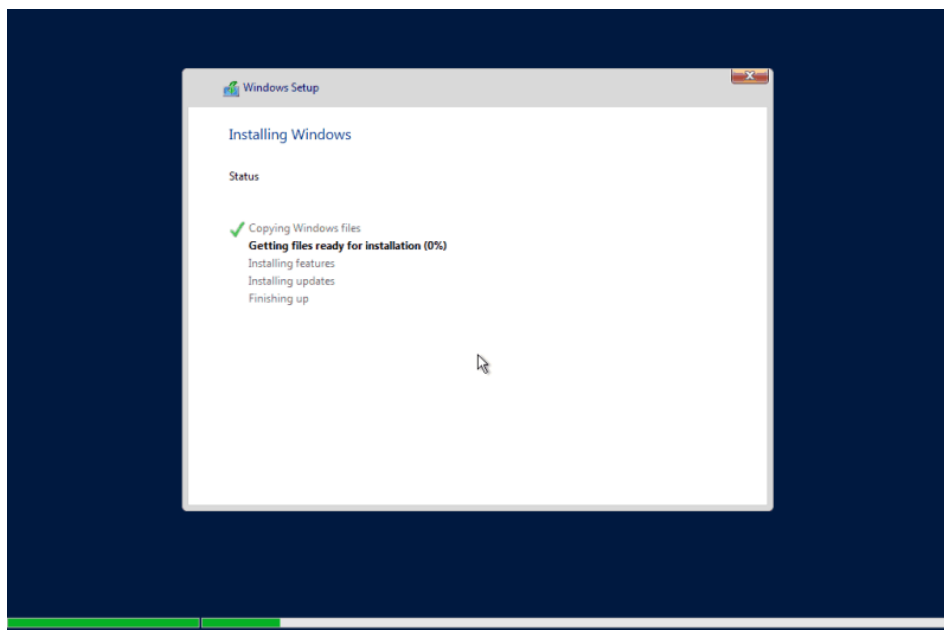 Windows Setup
Installing Windows
Status
Copying Windows files
Getting files ready for installation (0%)
Installing features
Installing updates
Finishing up